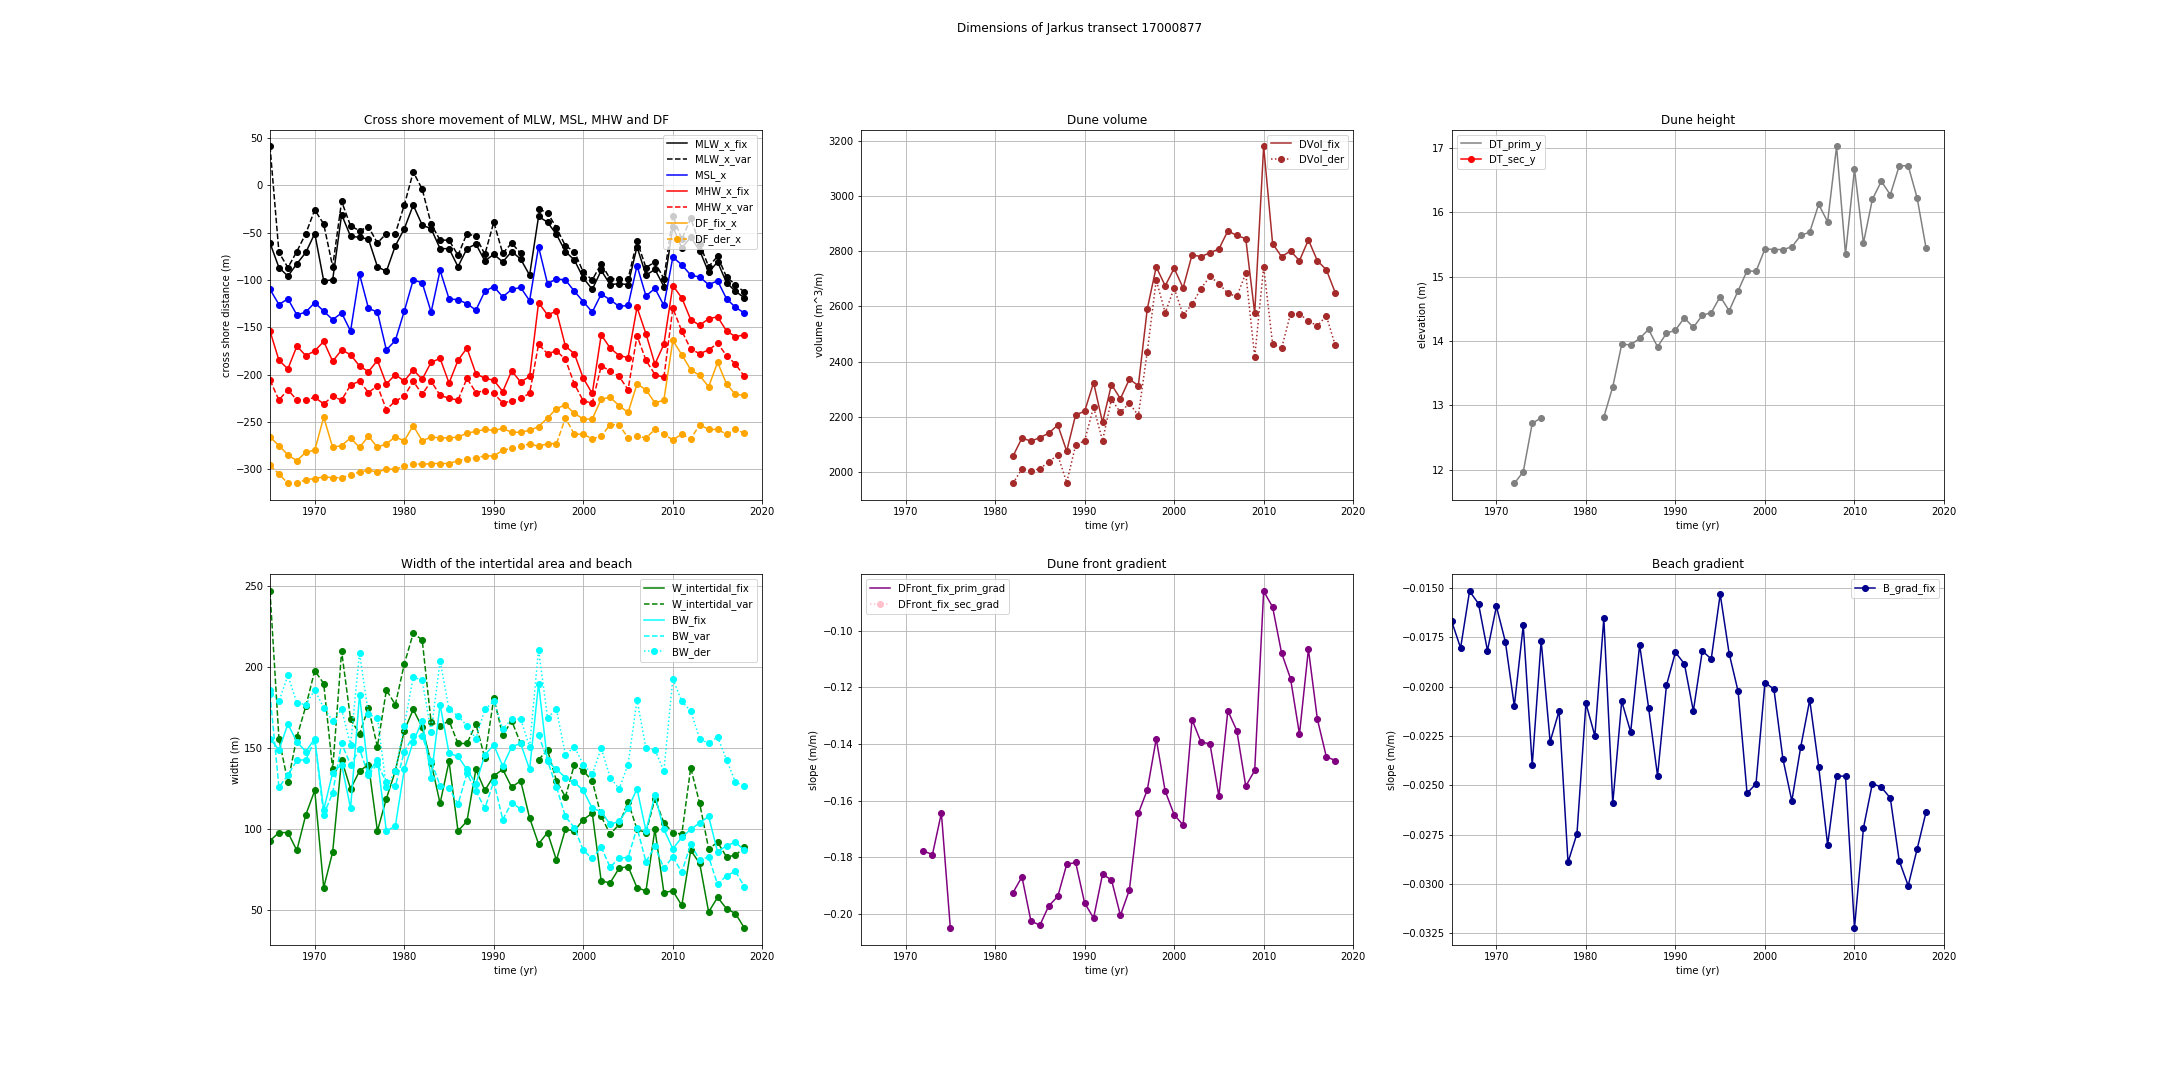 Dimensions of Jarkus transect 17000877
Cross shore movement of MLW, MSL, MHW and DF
cross shore distance (m)
50
0
−50
−100
−150
−200
−250
−300
MLW_x_fix
MLW_x_var
MSL_x
MHW_x_fix
MHW_x_var
DF_fix_x
DF_der_x
1970 1980 1990 2000 2010 2020
time (yr)
Dune volume
volume (m^3/m)
3200
3000
2800
2600
2400
2200
2000
DVol_fix
DVol_der
1970 1980 1990 2000 2010 2020
time (yr)
Dune height
elevation (m)
17
16
15
14
13
12
DT_prim_y
DT_sec_y
1970 1980 1990 2000 2010 2020
time (yr)
Width of the intertidal area and beach
width (m)
250
200
150
100
50
W_intertidal_fix
W_intertidal_var
BW_fix
BW_var
BW_der
1970 1980 1990 2000 2010 2020
time (yr)
Dune front gradient
slope (m/m)
−0.10
−0.12
−0.14
−0.16
−0.18
−0.20
DFront_fix_prim_grad
DFront_fix_sec_grad
1970 1980 1990 2000 2010 2020
time (yr)
Beach gradient
slope (m/m)
−0.0150
−0.0175
−0.0200
−0.0225
−0.0250
−0.0275
−0.0300
−0.0325
B_grad_fix
1970 1980 1990 2000 2010 2020
time (yr)